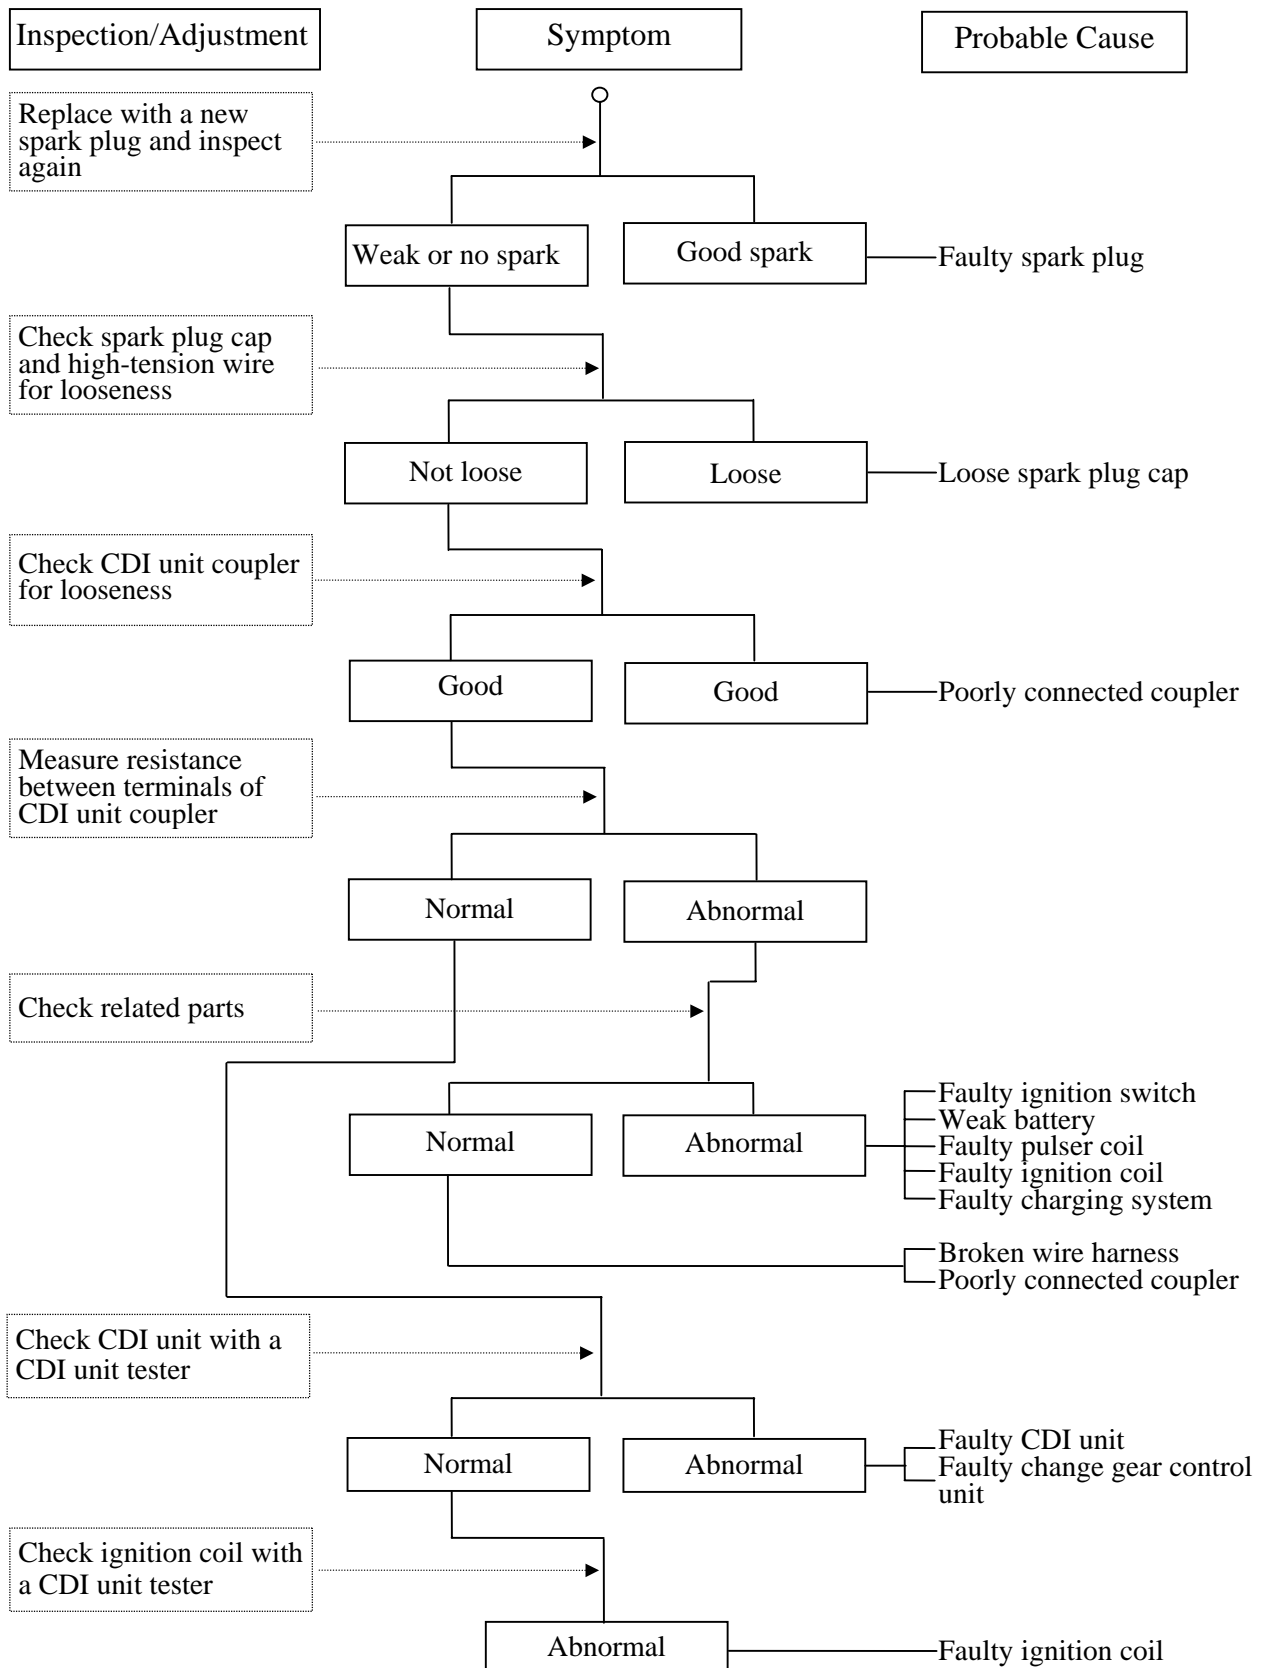 Inspection/Adjustment
Symptom
Probable Cause
Replace with a new
spark plug and inspect
again
Weak or no spark
Good spark
Faulty spark plug
Check spark plug cap
and high-tension wire
for looseness
Not loose
Loose
Loose spark plug cap
Check CDI unit coupler
for looseness
Good
Good
Poorly connected coupler
Measure resistance
between terminals of
CDI unit coupler
Normal
Abnormal
Check related parts
Normal
Abnormal
Faulty ignition switch
Weak battery
Faulty pulser coil
Faulty ignition coil
Faulty charging system
Broken wire harness
Poorly connected coupler
Check CDI unit with a
CDI unit tester
Normal
Abnormal
Faulty CDI unit
Faulty change gear control
unit
Check ignition coil with
a CDI unit tester
Abnormal
Faulty ignition coil